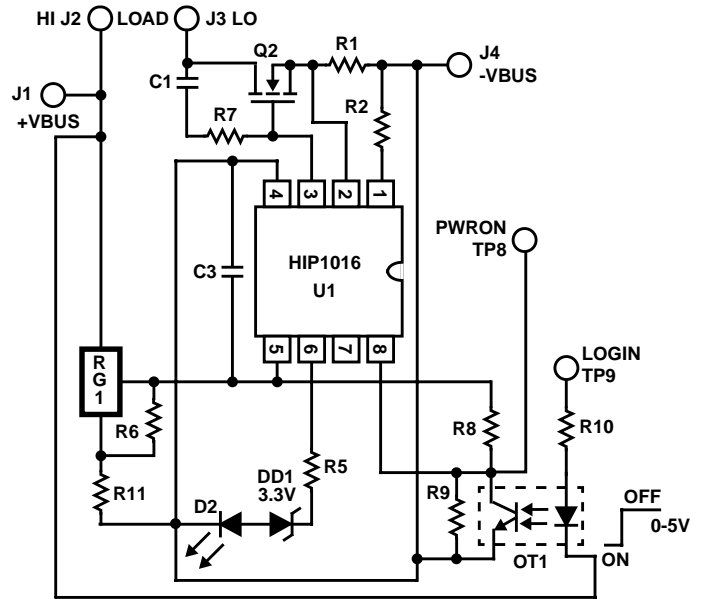 HI J2
LOAD
J3 LO
Q2
R1
J4
-VBUS
C1
J1
+VBUS
R7
R2
4
3
2
1
PWRON
TP8
C3
HIP1016
U1
5
6
7
8
LOGIN
TP9
RG1
R6
R8
R10
R5
R11
D2
DD1
3.3V
R9
OFF
0-5V
OT1
ON